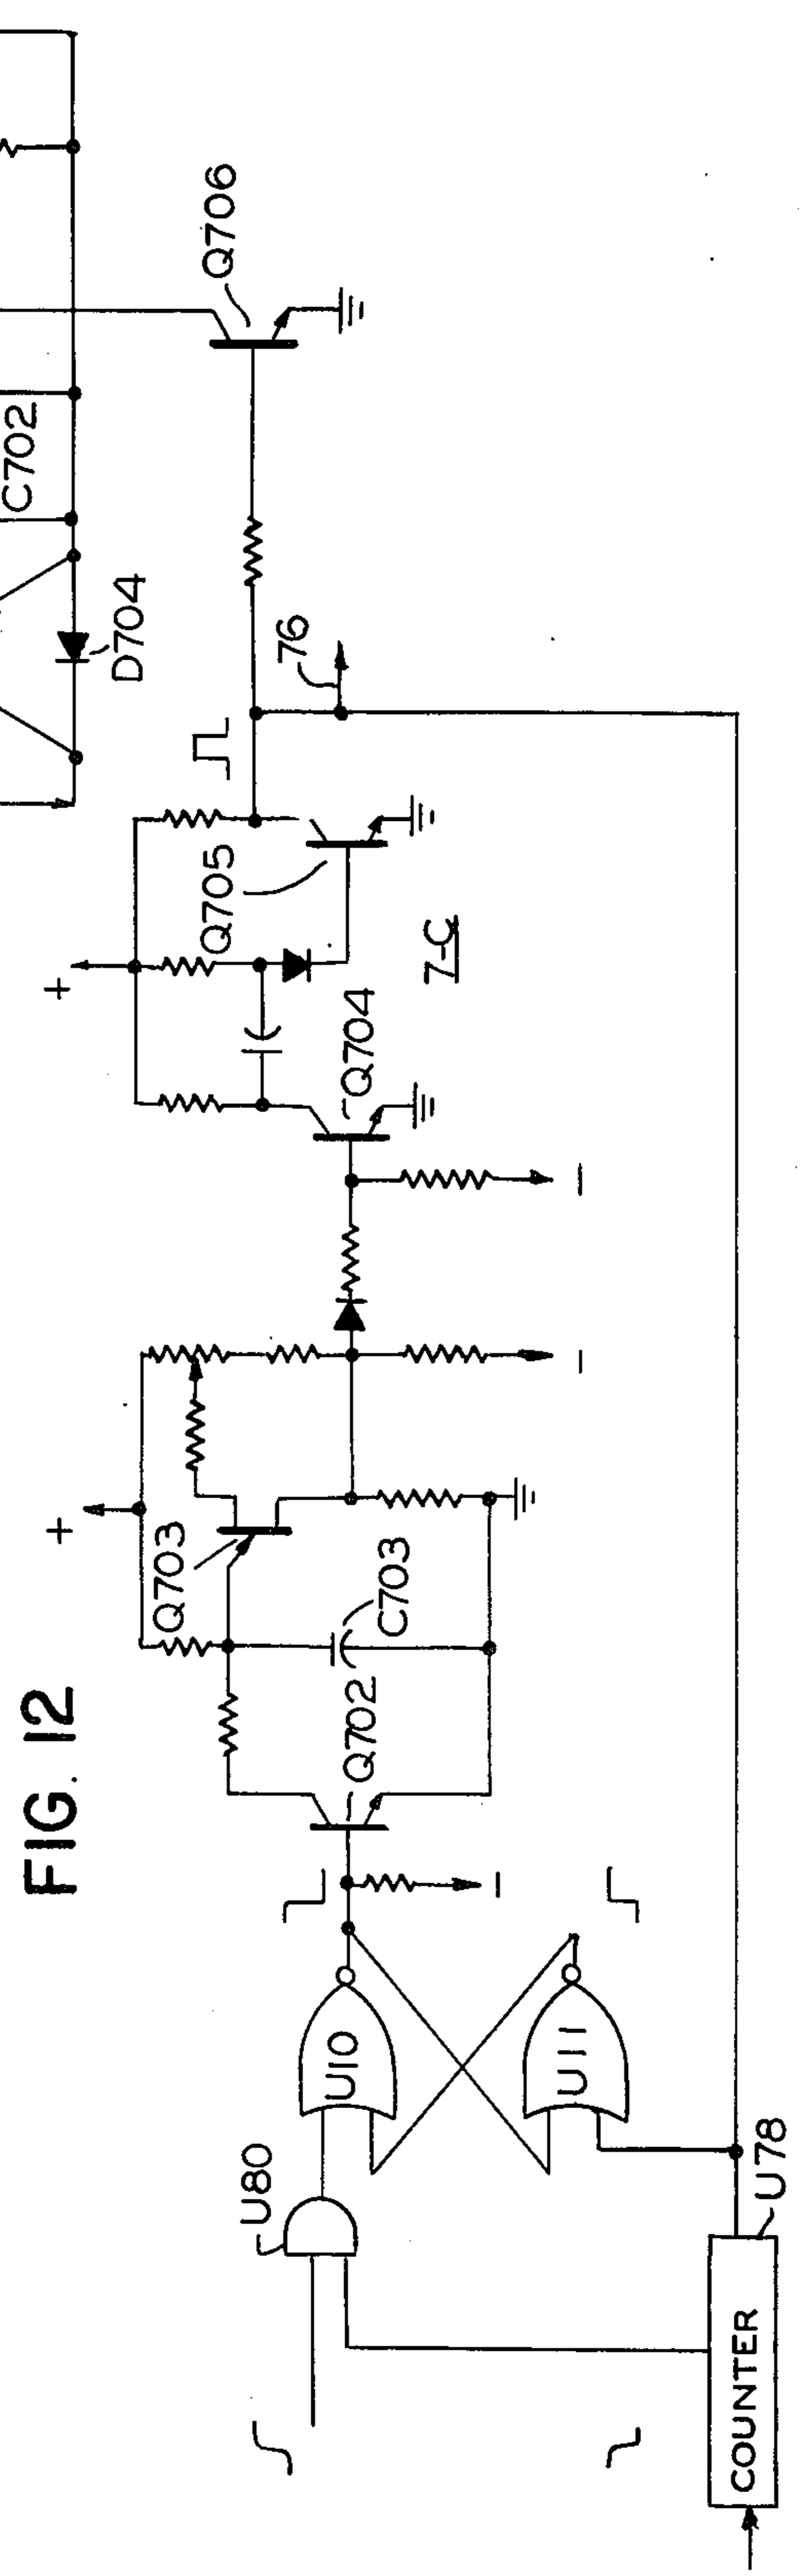 FIG. 12
C702
D704
Q706
76
Q705
+
7-C
Q704
+
Q703
C703
Q702
U10
U11
U80
U78
COUNTER